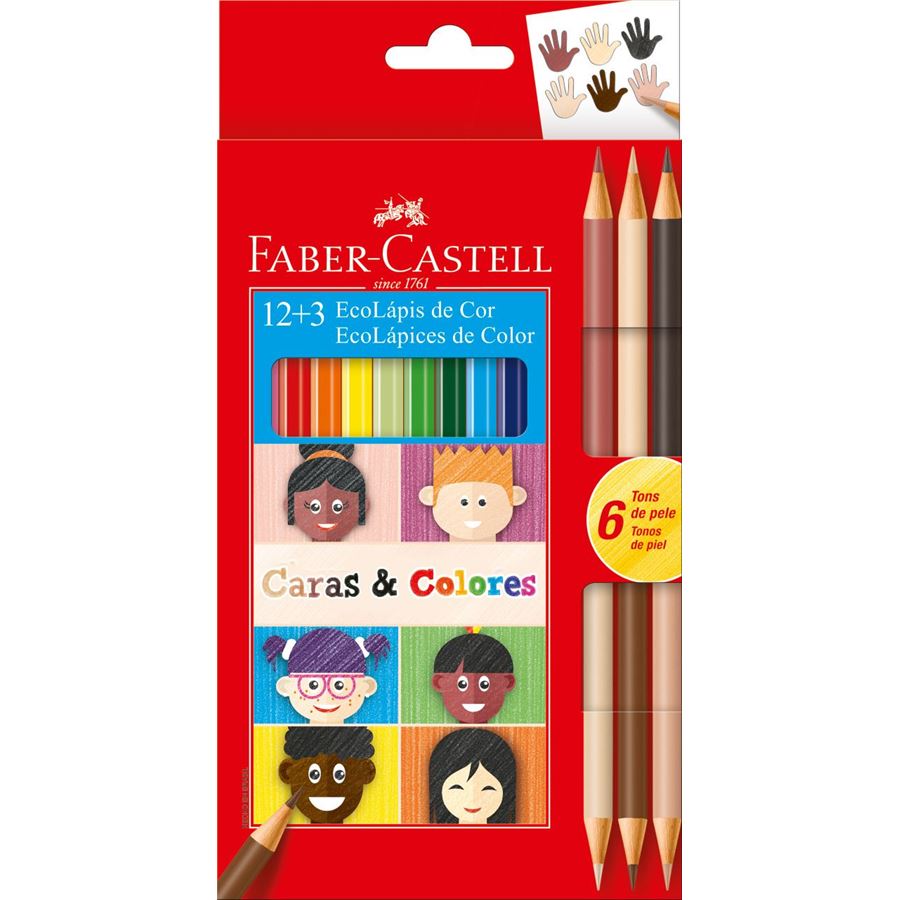 FABER-CASTELL
since 1761
12+3 EcoLápis de Cor
EcoLápices de Color
6 Tons
de pele
Tonos
de piel
Caras & Colores